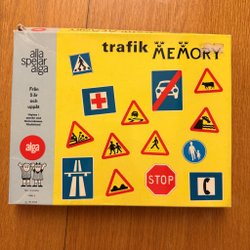 alla
spelar
alga
trafik MEMORY
Från
5 år
och
uppåt
alga
STOP